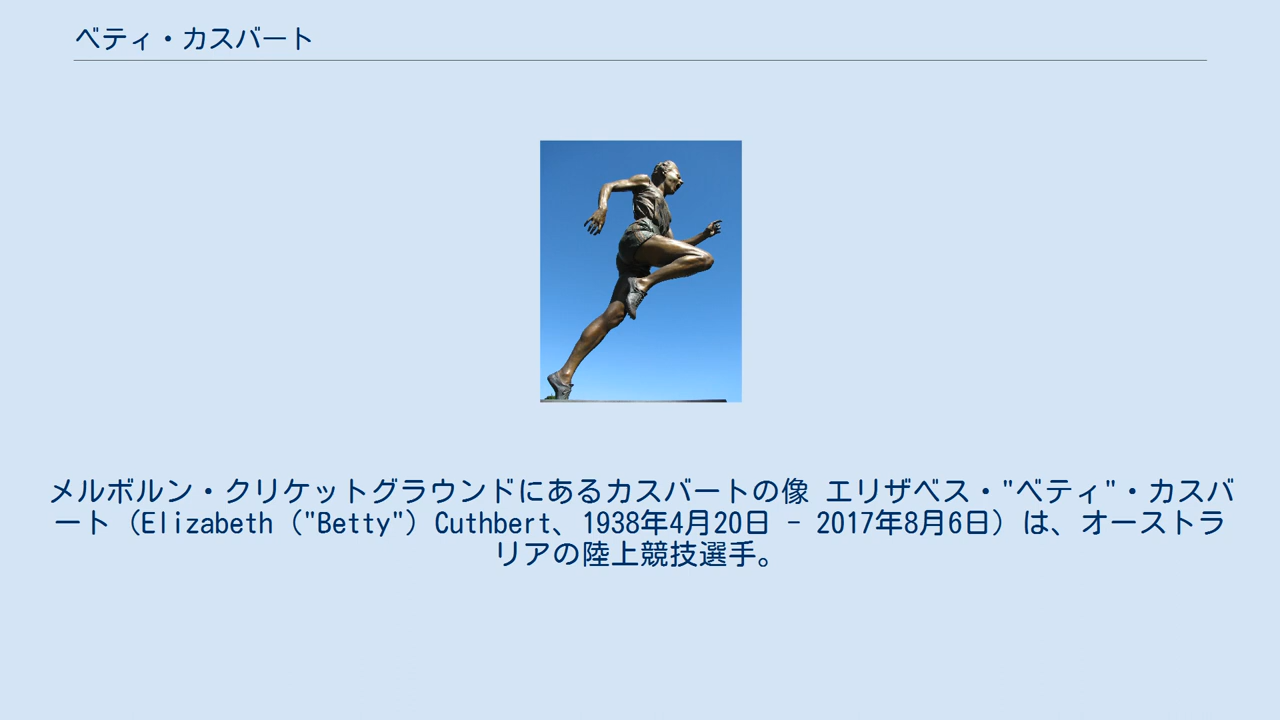 ベティ・カスバート
メルボルン・クリケットグラウンドにあるカスバートの像 エリザベス・"ベティ"・カスバ
ート（Elizabeth（"Betty"）Cuthbert、1938年4月20日 - 2017年8月6日）は、オーストラ
リアの陸上競技選手。